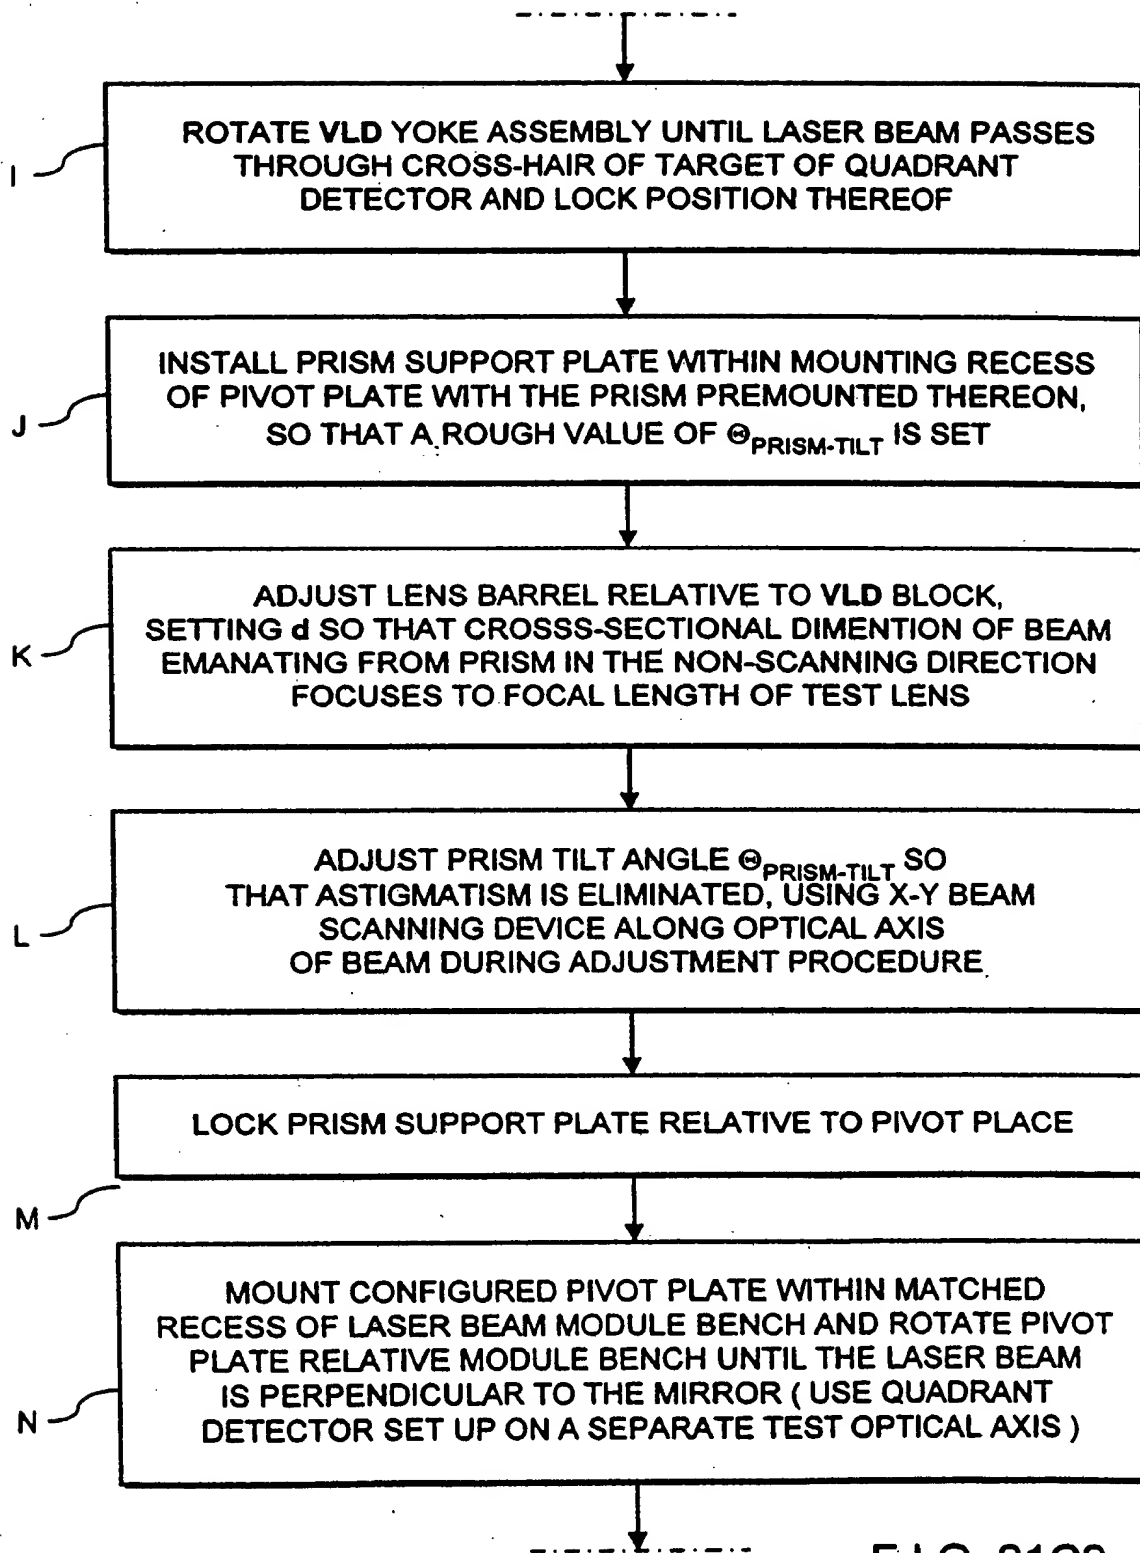 I
ROTATE VLD YOKE ASSEMBLY UNTIL LASER BEAM PASSES
THROUGH CROSS-HAIR OF TARGET OF QUADRANT
DETECTOR AND LOCK POSITION THEREOF
J
INSTALL PRISM SUPPORT PLATE WITHIN MOUNTING RECESS
OF PIVOT PLATE WITH THE PRISM PREMOUNTED THEREON,
SO THAT A ROUGH VALUE OF ΘPRISM-TILT IS SET
K
ADJUST LENS BARREL RELATIVE TO VLD BLOCK,
SETTING d SO THAT CROSSS-SECTIONAL DIMENTION OF BEAM
EMANATING FROM PRISM IN THE NON-SCANNING DIRECTION
FOCUSES TO FOCAL LENGTH OF TEST LENS
L
ADJUST PRISM TILT ANGLE ΘPRISM-TILT SO
THAT ASTIGMATISM IS ELIMINATED, USING X-Y BEAM
SCANNING DEVICE ALONG OPTICAL AXIS
OF BEAM DURING ADJUSTMENT PROCEDURE
M
LOCK PRISM SUPPORT PLATE RELATIVE TO PIVOT PLACE
N
MOUNT CONFIGURED PIVOT PLATE WITHIN MATCHED
RECESS OF LASER BEAM MODULE BENCH AND ROTATE PIVOT
PLATE RELATIVE MODULE BENCH UNTIL THE LASER BEAM
IS PERPENDICULAR TO THE MIRROR ( USE QUADRANT
DETECTOR SET UP ON A SEPARATE TEST OPTICAL AXIS )